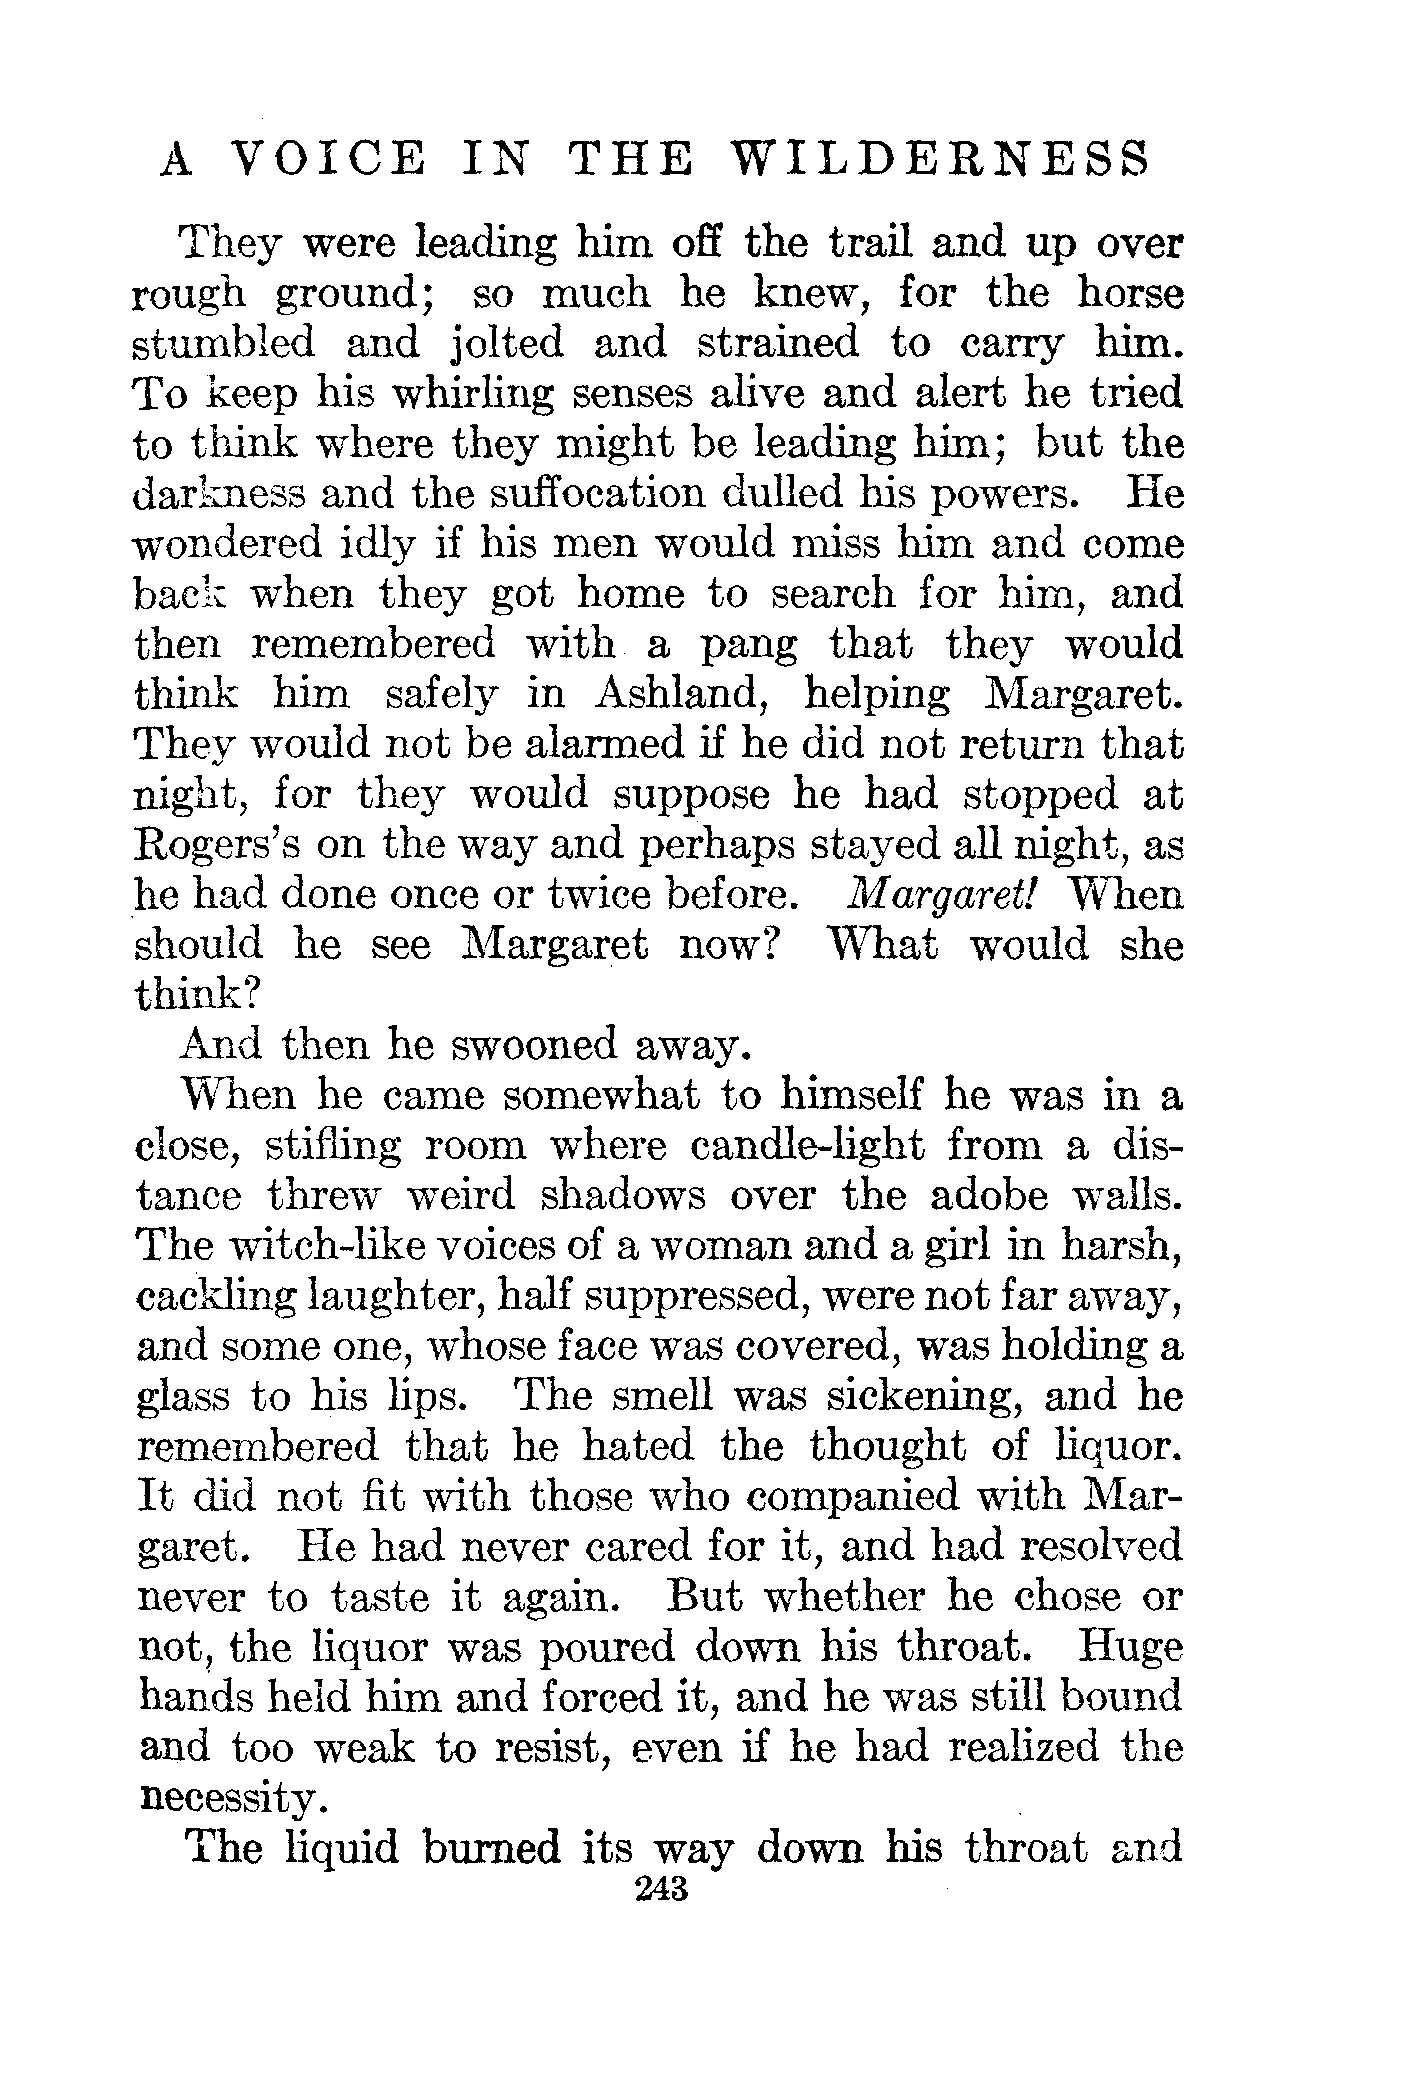 A VOICE IN THE WILDERNESS
They were leading him off the trail and up over
rough ground; so much he knew, for the horse
stumbled and jolted and strained to carry him.
To keep his whirling senses alive and alert he tried
to think where they might be leading him; but the
darkness and the suffocation dulled his powers. He
wondered idly if his men would miss him and come
back when they got home to search for him, and
then remembered with a pang that they would
think him safely in Ashland, helping Margaret.
They would not be alarmed if he did not return that
night, for they would suppose he had stopped at
Rogers's on the way and perhaps stayed all night, as
he had done once or twice before. Margaret! When
should he see Margaret now? What would she
think?
And then he swooned away.
When he came somewhat to himself he was in a
close, stifling room where candle-light from a dis-
tance threw weird shadows over the adobe walls.
The witch-like voices of a woman and a girl in harsh,
cackling laughter, half suppressed, were not far away,
and some one, whose face was covered, was holding a
glass to his lips. The smell was sickening, and he
remembered that he hated the thought of liquor.
It did not fit with those who companied with Mar-
garet. He had never cared for it, and had resolved
never to taste it again. But whether he chose or
not, the liquor was poured down his throat. Huge
hands held him and forced it, and he was still bound
and too weak to resist, even if he had realized the
necessity.
The liquid burned its way down his throat and
243